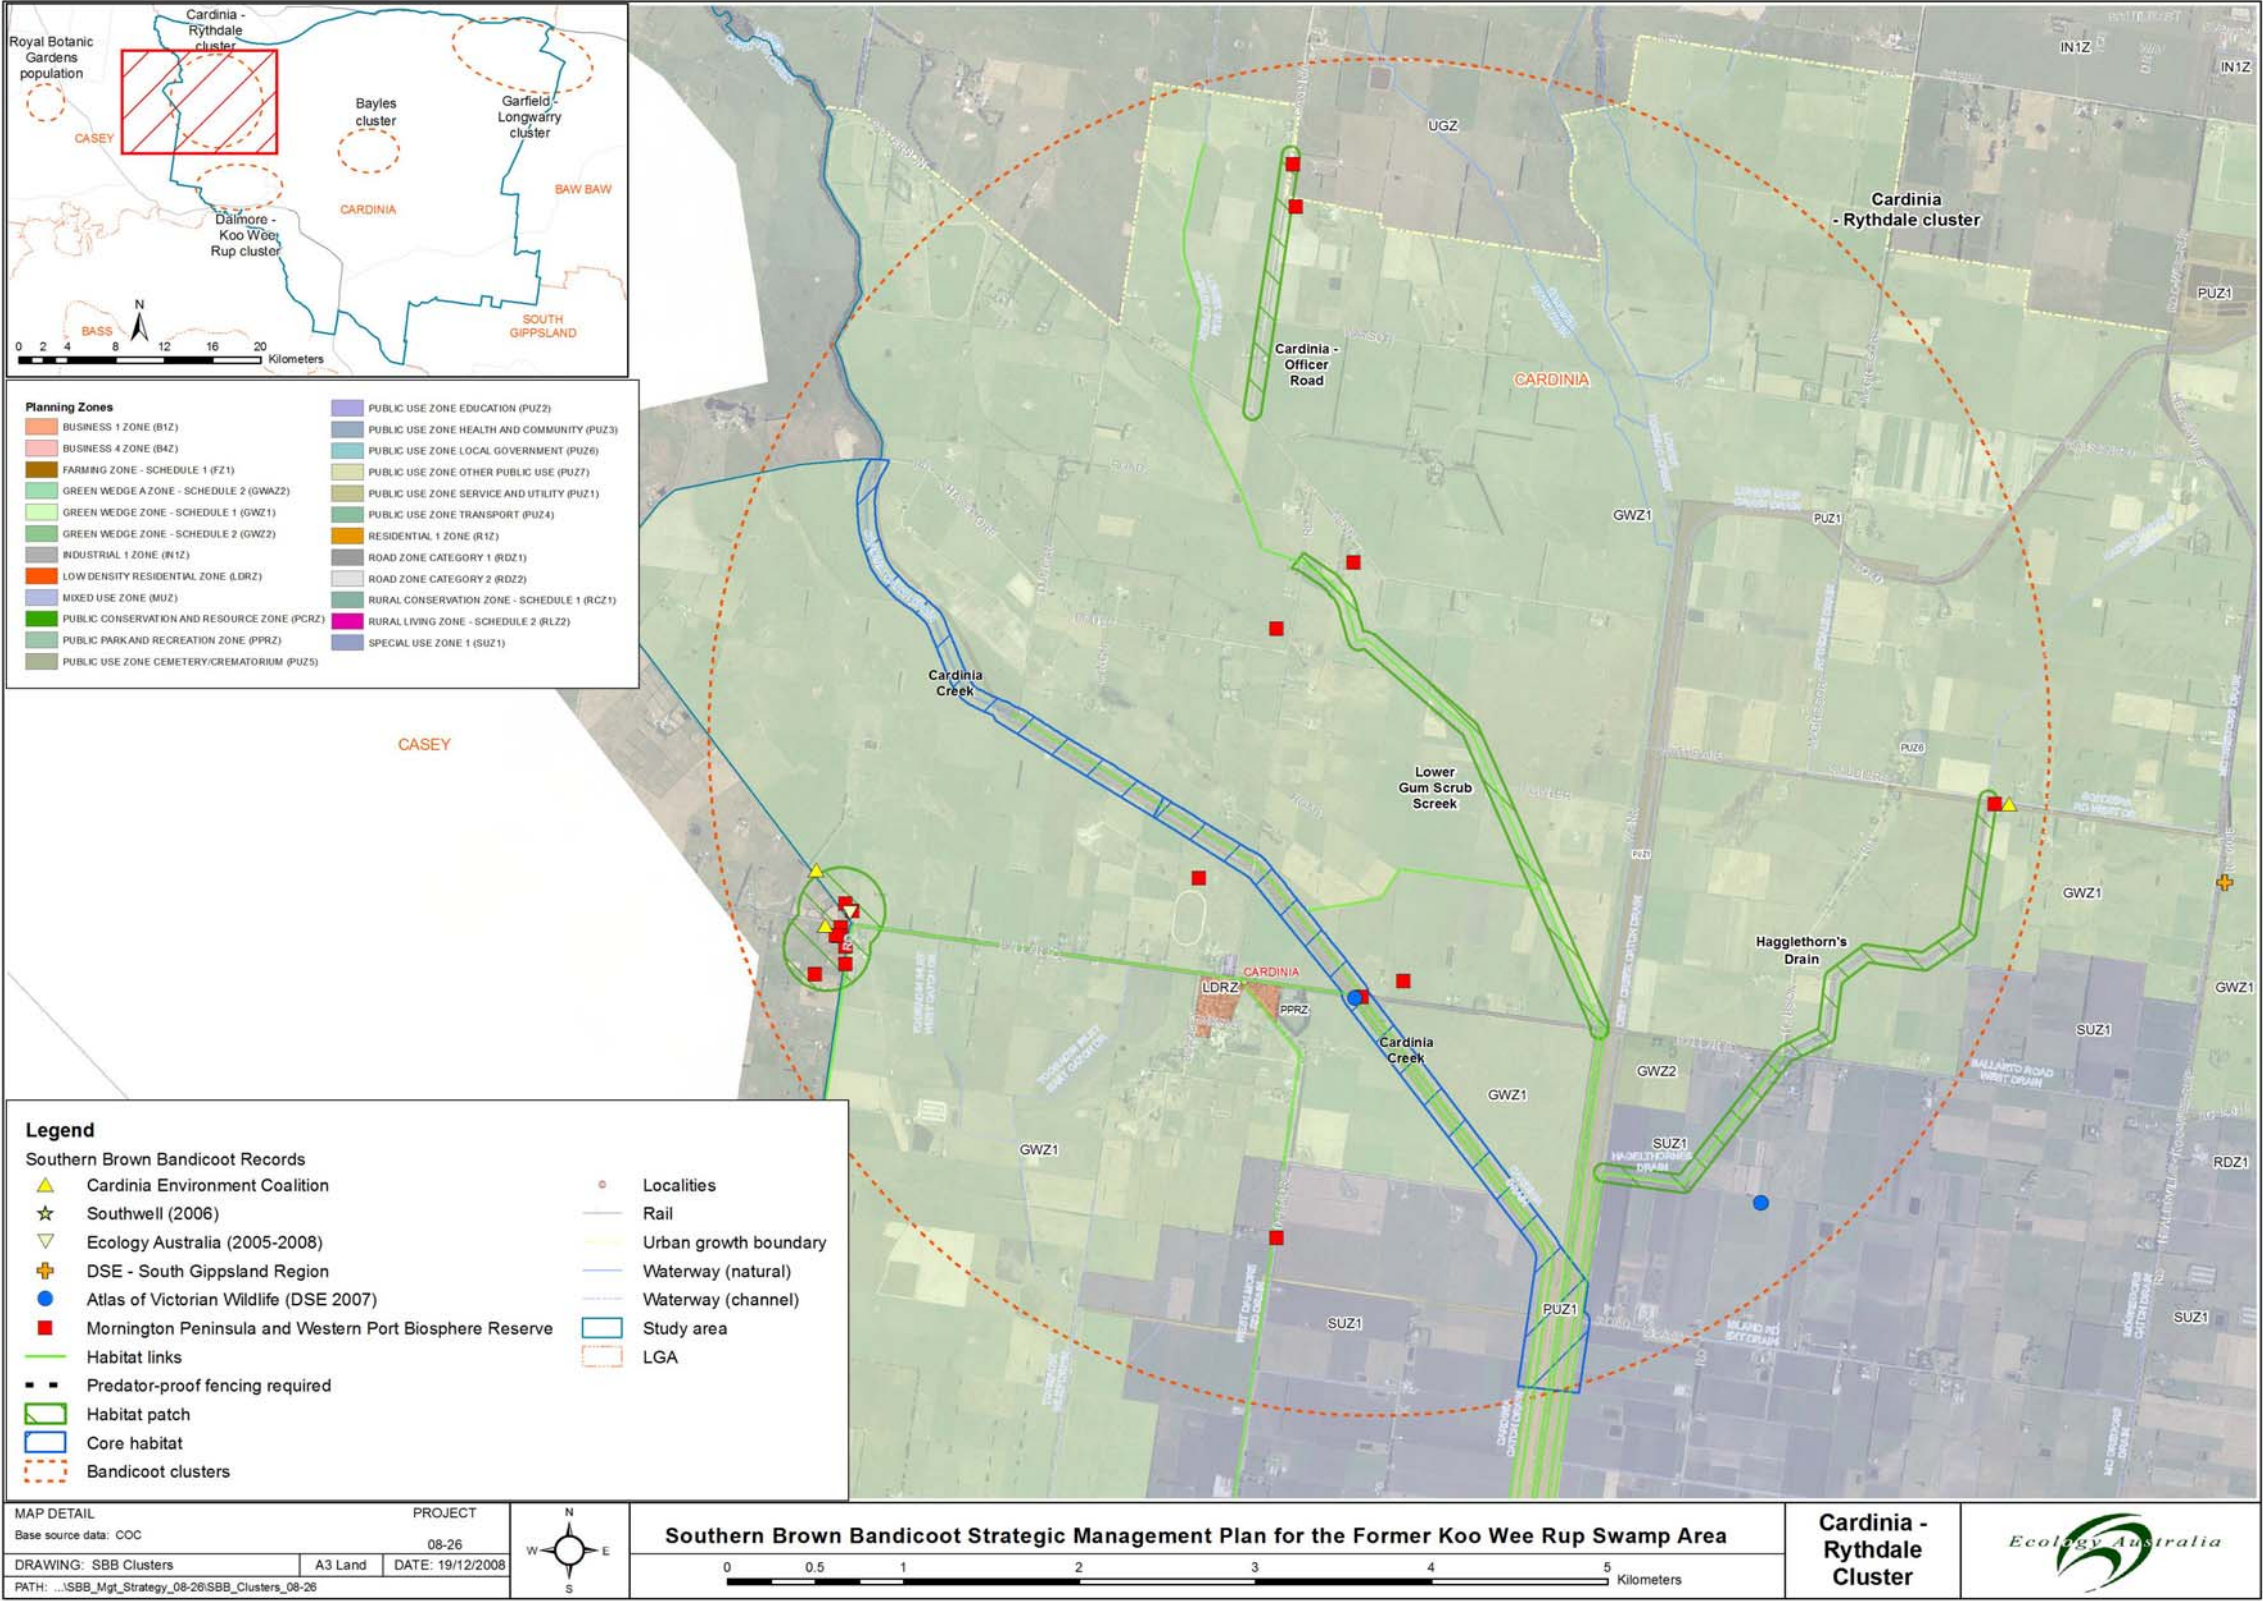 Cardinia -
Rythdale
cluster
Royal Botanic
Gardens
population
Bayles
cluster
Garfield -
Longwarry
cluster
CASEY
BAW BAW
CARDINIA
Dalmore -
Koo Wee
Rup cluster
N
BASS
SOUTH
GIPPSLAND
0 2 4 8 12 16 20
Kilometers
Planning Zones
BUSINESS 1 ZONE (B1Z)
BUSINESS 4 ZONE (B4Z)
FARMING ZONE - SCHEDULE 1 (FZ1)
GREEN WEDGE A ZONE - SCHEDULE 2 (GWAZ2)
GREEN WEDGE ZONE - SCHEDULE 1 (GWZ1)
GREEN WEDGE ZONE - SCHEDULE 2 (GWZ2)
INDUSTRIAL 1 ZONE (IN1Z)
LOW DENSITY RESIDENTIAL ZONE (LDRZ)
MIXED USE ZONE (MUZ)
PUBLIC CONSERVATION AND RESOURCE ZONE (PCRZ)
PUBLIC PARK AND RECREATION ZONE (PPRZ)
PUBLIC USE ZONE CEMETERY/CREMATORIUM (PUZ5)
PUBLIC USE ZONE EDUCATION (PUZ2)
PUBLIC USE ZONE HEALTH AND COMMUNITY (PUZ3)
PUBLIC USE ZONE LOCAL GOVERNMENT (PUZ6)
PUBLIC USE ZONE OTHER PUBLIC USE (PUZ7)
PUBLIC USE ZONE SERVICE AND UTILITY (PUZ1)
PUBLIC USE ZONE TRANSPORT (PUZ4)
RESIDENTIAL 1 ZONE (R1Z)
ROAD ZONE CATEGORY 1 (RDZ1)
ROAD ZONE CATEGORY 2 (RDZ2)
RURAL CONSERVATION ZONE - SCHEDULE 1 (RCZ1)
RURAL LIVING ZONE - SCHEDULE 2 (RLZ2)
SPECIAL USE ZONE 1 (SUZ1)
IN1Z
IN1Z
UGZ
Cardinia
- Rythdale cluster
PUZ1
Cardinia -
Officer
Road
CARDINIA
GWZ1
PUZ1
Cardinia
Creek
CASEY
PUZ6
Lower
Gum Scrub
Screek
PUZ1
GWZ1
Hagglethorn's
Drain
CARDINIA
LDRZ
PPRZ
GWZ1
SUZ1
Cardinia
Creek
GWZ2
BALLARTO ROAD
WEST DRAIN
GWZ1
SUZ1
HAGELTHORNES
DRAIN
GWZ1
RDZ1
PUZ1
SUZ1
SUZ1
Legend
Southern Brown Bandicoot Records
Cardinia Environment Coalition
Southwell (2006)
Ecology Australia (2005-2008)
DSE - South Gippsland Region
Atlas of Victorian Wildlife (DSE 2007)
Mornington Peninsula and Western Port Biosphere Reserve
Habitat links
Predator-proof fencing required
Habitat patch
Core habitat
Bandicoot clusters
Localities
Rail
Urban growth boundary
Waterway (natural)
Waterway (channel)
Study area
LGA
MAP DETAIL
PROJECT
Base source data: COC
08-26
DRAWING: SBB Clusters
A3 Land
DATE: 19/12/2008
PATH: ...\SBB_Mgt_Strategy_08-26\SBB_Clusters_08-26
N
W E
S
Southern Brown Bandicoot Strategic Management Plan for the Former Koo Wee Rup Swamp Area
0 0.5 1 2 3 4 5
Kilometers
Cardinia -
Rythdale
Cluster
Ecology Australia